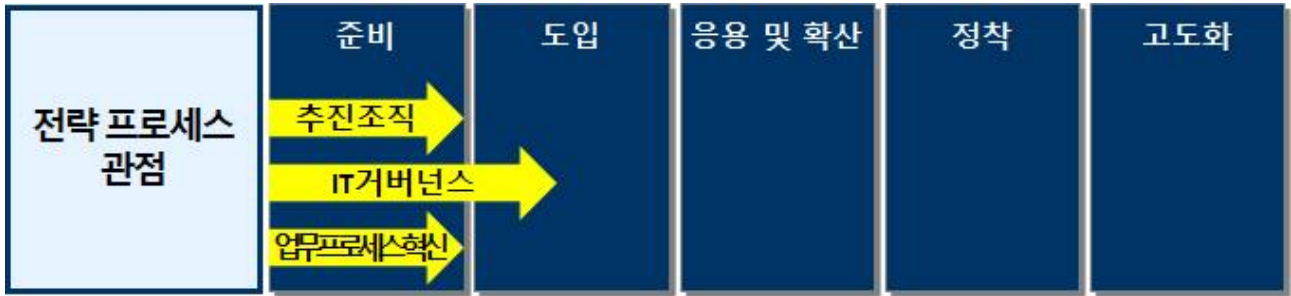 전략 프로세스
관점
준비
도입
응용 및 확산
정착
고도화
추진조직
IT거버넌스
업무프로세스혁신